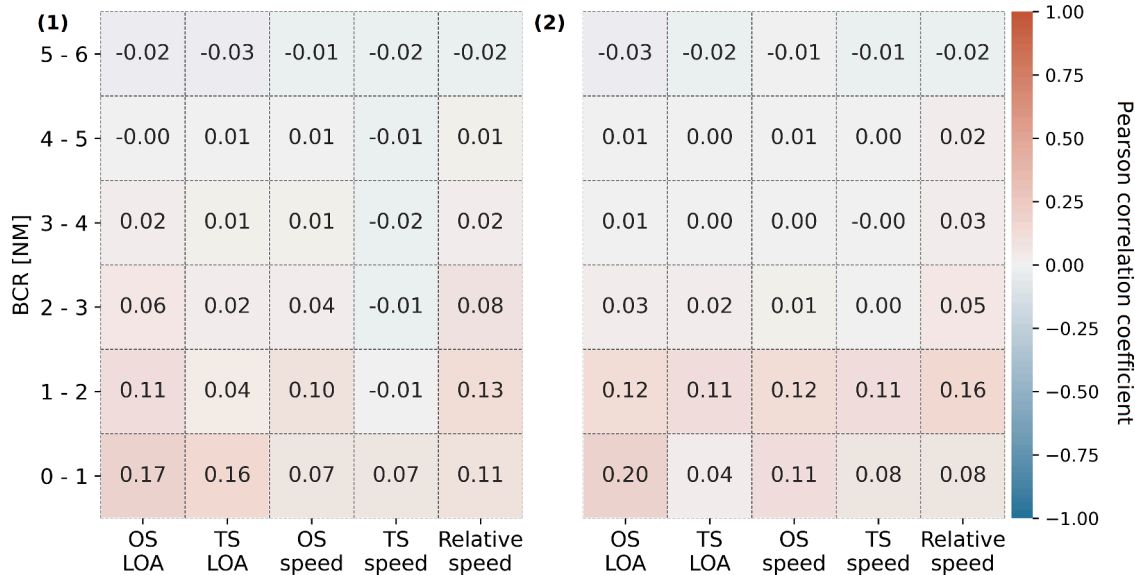 (1)
(2)
5 - 6
-0.02 -0.03 -0.01 -0.02 -0.02
-0.03 -0.02 -0.01 -0.01 -0.02
4 - 5
-0.00 0.01 0.01 -0.01 0.01
0.01 0.00 0.01 0.00 0.02
3 - 4
0.02 0.01 0.01 -0.02 0.02
0.01 0.00 0.00 -0.00 0.03
2 - 3
0.06 0.02 0.04 -0.01 0.08
0.03 0.02 0.01 0.00 0.05
1 - 2
0.11 0.04 0.10 -0.01 0.13
0.12 0.11 0.12 0.11 0.16
0 - 1
0.17 0.16 0.07 0.07 0.11
0.20 0.04 0.11 0.08 0.08
BCR [NM]
OS
LOA
TS
LOA
OS
speed
TS
speed
Relative
speed
OS
LOA
TS
LOA
OS
speed
TS
speed
Relative
speed
1.00
0.75
0.50
0.25
0.00
−0.25
−0.50
−0.75
−1.00
Pearson correlation coefficient